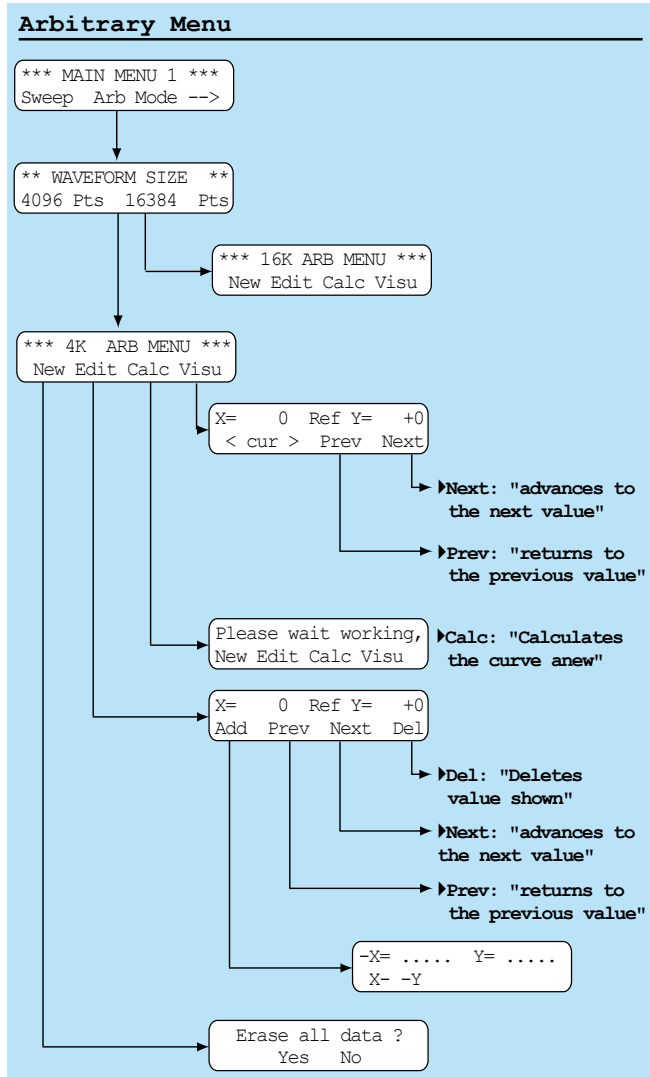 Arbitrary Menu
*** MAIN MENU 1 ***
Sweep Arb Mode -->
** WAVEFORM SIZE **
4096 Pts 16384 Pts
*** 16K ARB MENU ***
New Edit Calc Visu
*** 4K ARB MENU ***
New Edit Calc Visu
X= 0 Ref Y= +0
< cur > Prev Next
Next: "advances to
the next value"
Prev: "returns to
the previous value"
Please wait working,
New Edit Calc Visu
Calc: "Calculates
the curve anew"
X= 0 Ref Y= +0
Add Prev Next Del
Del: "Deletes
value shown"
Next: "advances to
the next value"
Prev: "returns to
the previous value"
-X= ..... Y= .....
X- -Y
Erase all data ?
Yes No